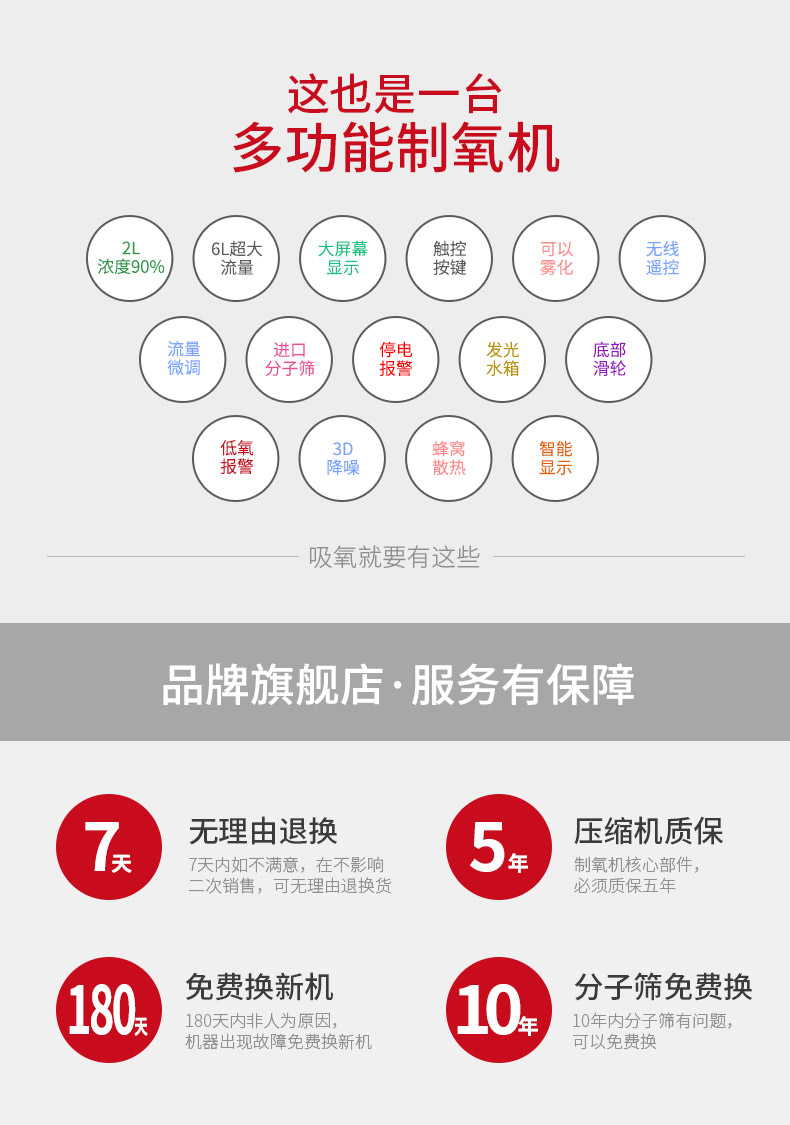 这也是一台
多功能制氧机
2L
浓度90%
6L超大
流量
大屏幕
显示
触控
按键
可以
雾化
无线
遥控
流量
微调
进口
分子筛
停电
报警
发光
水箱
底部
滑轮
低氧
报警
3D
降噪
蜂窝
散热
智能
显示
吸氧就要有这些
品牌旗舰店·服务有保障
7天
无理由退换
7天内如不满意，在不影响
二次销售，可无理由退换货
5年
压缩机质保
制氧机核心部件，
必须质保五年
180天
免费换新机
180天内非人为原因，
机器出现故障免费换新机
10年
分子筛免费换
10年内分子筛有问题，
可以免费换